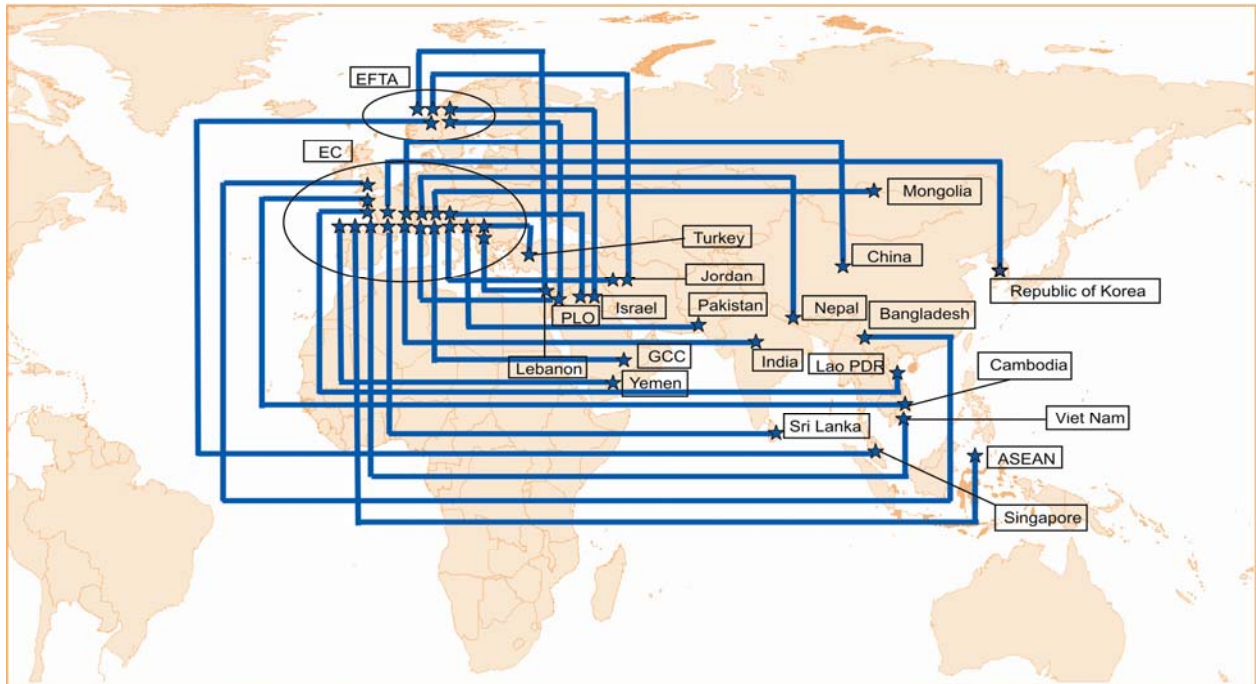 EFTA
EC
Mongolia
Turkey
China
Jordan
Republic of Korea
Israel
Pakistan
Nepal
Bangladesh
PLO
Lebanon
GCC
India
Lao PDR
Cambodia
Yemen
Viet Nam
Sri Lanka
ASEAN
Singapore